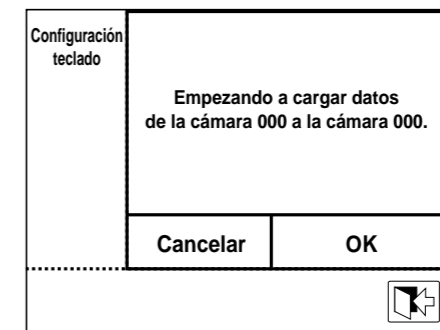 Configuración
teclado
Empezando a cargar datos
de la cámara 000 a la cámara 000.
Cancelar
OK